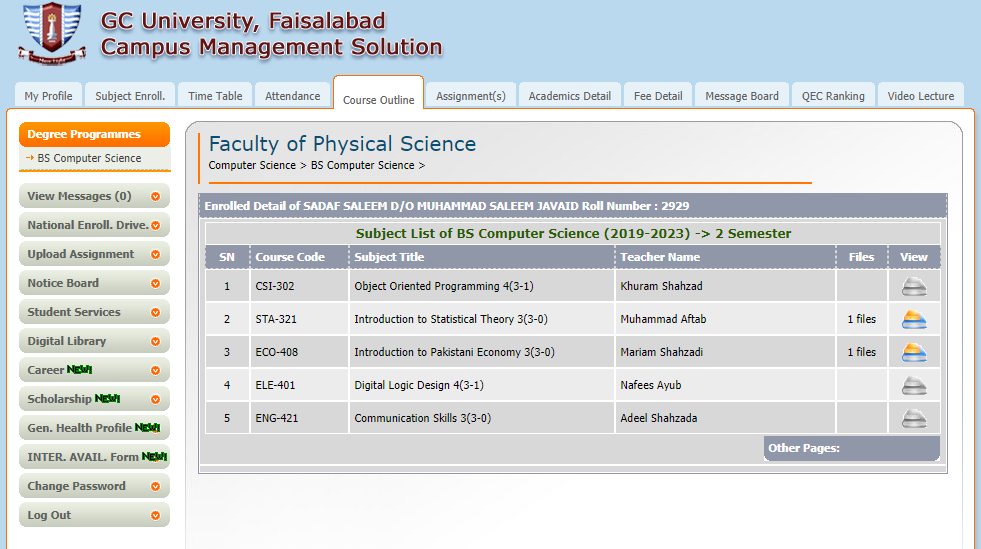 GC University, Faisalabad
Campus Management Solution
My Profile Subject Enroll. Time Table Attendance Course Outline Assignment(s) Academics Detail Fee Detail Message Board QEC Ranking Video Lecture
Degree Programmes
BS Computer Science
View Messages (0)
National Enroll. Drive.
Upload Assignment
Notice Board
Student Services
Digital Library
Career NEW!
Scholarship NEW!
Gen. Health Profile NEW!
INTER. AVAIL. Form NEW!
Change Password
Log Out
Faculty of Physical Science
Computer Science > BS Computer Science >
Enrolled Detail of SADAF SALEEM D/O MUHAMMAD SALEEM JAVAID Roll Number : 2929
Subject List of BS Computer Science (2019-2023) -> 2 Semester
SN Course Code Subject Title Teacher Name Files View
1 CSI-302 Object Oriented Programming 4(3-1) Khuram Shahzad
2 STA-321 Introduction to Statistical Theory 3(3-0) Muhammad Aftab 1 files
3 ECO-408 Introduction to Pakistani Economy 3(3-0) Mariam Shahzadi 1 files
4 ELE-401 Digital Logic Design 4(3-1) Nafees Ayub
5 ENG-421 Communication Skills 3(3-0) Adeel Shahzada
Other Pages: